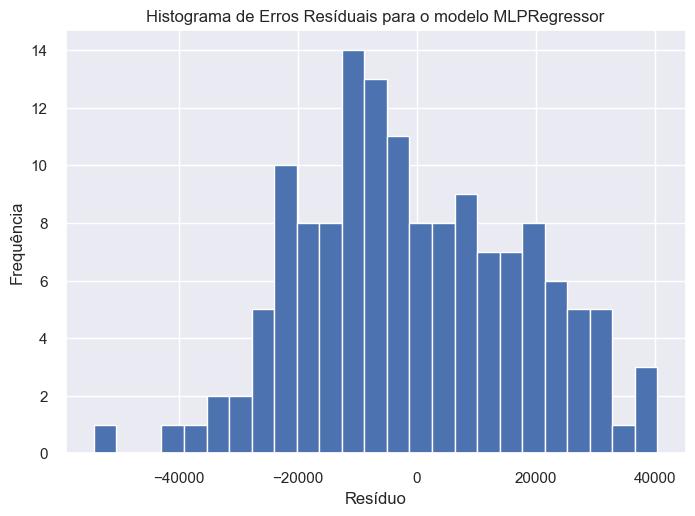 Histograma de Erros Resíduais para o modelo MLPRegressor
14
12
10
8
6
4
2
0
Frequência
−40000 −20000 0 20000 40000
Resíduo